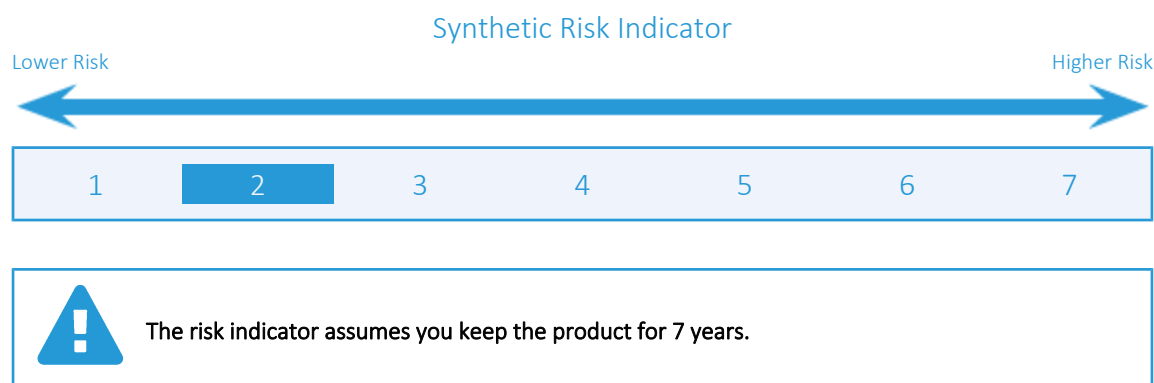 Synthetic Risk Indicator
Lower Risk Higher Risk
1 2 3 4 5 6 7
The risk indicator assumes you keep the product for 7 years.